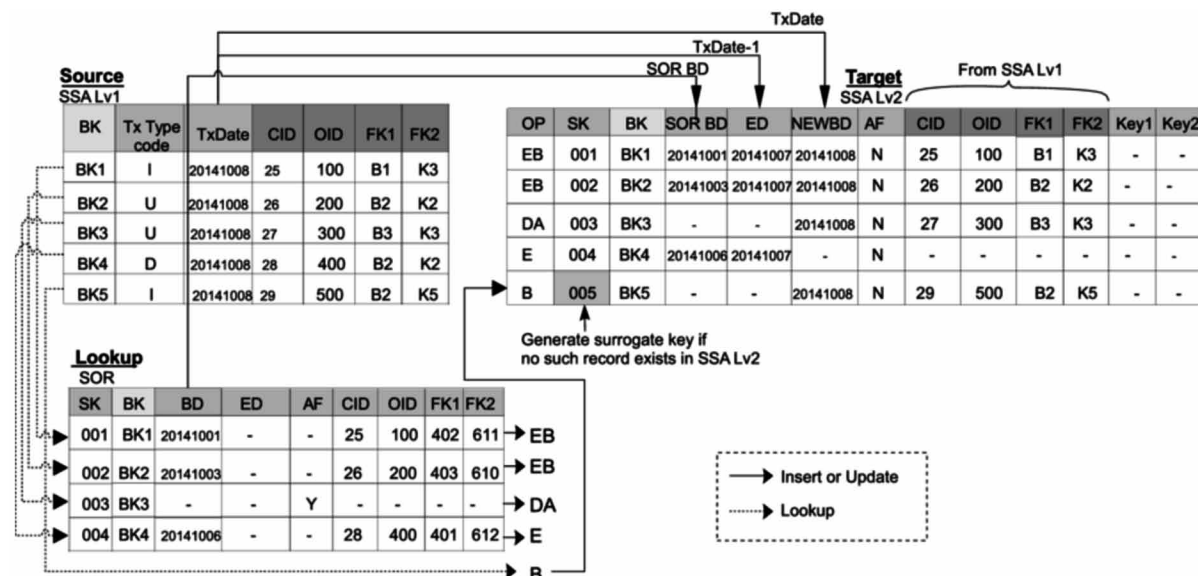 TxDate
TxDate-1
SOR BD
Source
SSA Lv1
BK Tx Type code TxDate CID OID FK1 FK2
BK1 I 20141008 25 100 B1 K3
BK2 U 20141008 26 200 B2 K2
BK3 U 20141008 27 300 B3 K3
BK4 D 20141008 28 400 B2 K2
BK5 I 20141008 29 500 B2 K5
Target
SSA Lv2
From SSA Lv1
OP SK BK SOR BD ED NEWBD AF CID OID FK1 FK2 Key1 Key2
EB 001 BK1 20141001 20141007 20141008 N 25 100 B1 K3 - -
EB 002 BK2 20141003 20141007 20141008 N 26 200 B2 K2 - -
DA 003 BK3 - - 20141008 N 27 300 B3 K3 - -
E 004 BK4 20141006 20141007 - N - - - - - -
B 005 BK5 - - 20141008 N 29 500 B2 K5 - -
Generate surrogate key if
no such record exists in SSA Lv2
Lookup
SOR
SK BK BD ED AF CID OID FK1 FK2
001 BK1 20141001 - - 25 100 402 611 EB
002 BK2 20141003 - - 26 200 403 610 EB
003 BK3 - - Y - - - - DA
004 BK4 20141006 - - 28 400 401 612 E
B
Insert or Update
Lookup